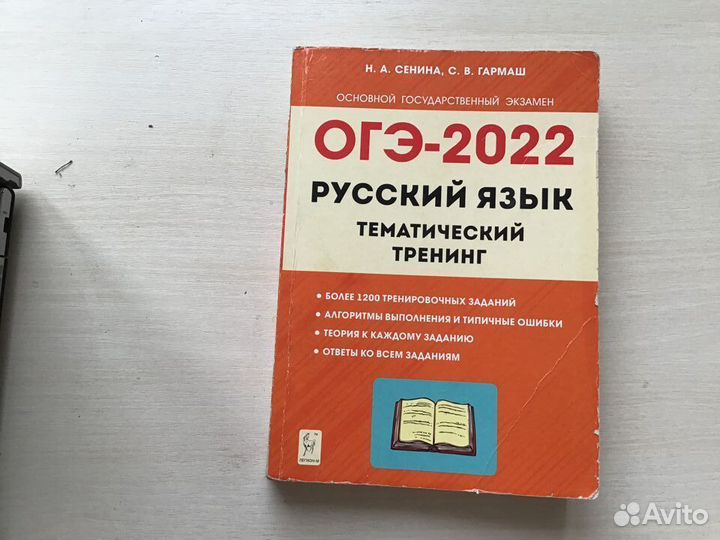 Н. А. СЕНИНА, С. В. ГАРМАШ
ОСНОВНОЙ ГОСУДАРСТВЕННЫЙ ЭКЗАМЕН
ОГЭ-2022
РУССКИЙ ЯЗЫК
ТЕМАТИЧЕСКИЙ
ТРЕНИНГ
• БОЛЕЕ 1200 ТРЕНИРОВОЧНЫХ ЗАДАНИЙ
• АЛГОРИТМЫ ВЫПОЛНЕНИЯ И ТИПИЧНЫЕ ОШИБКИ
• ТЕОРИЯ К КАЖДОМУ ЗАДАНИЮ
• ОТВЕТЫ КО ВСЕМ ЗАДАНИЯМ
ЛЕГИОН-М
Avito